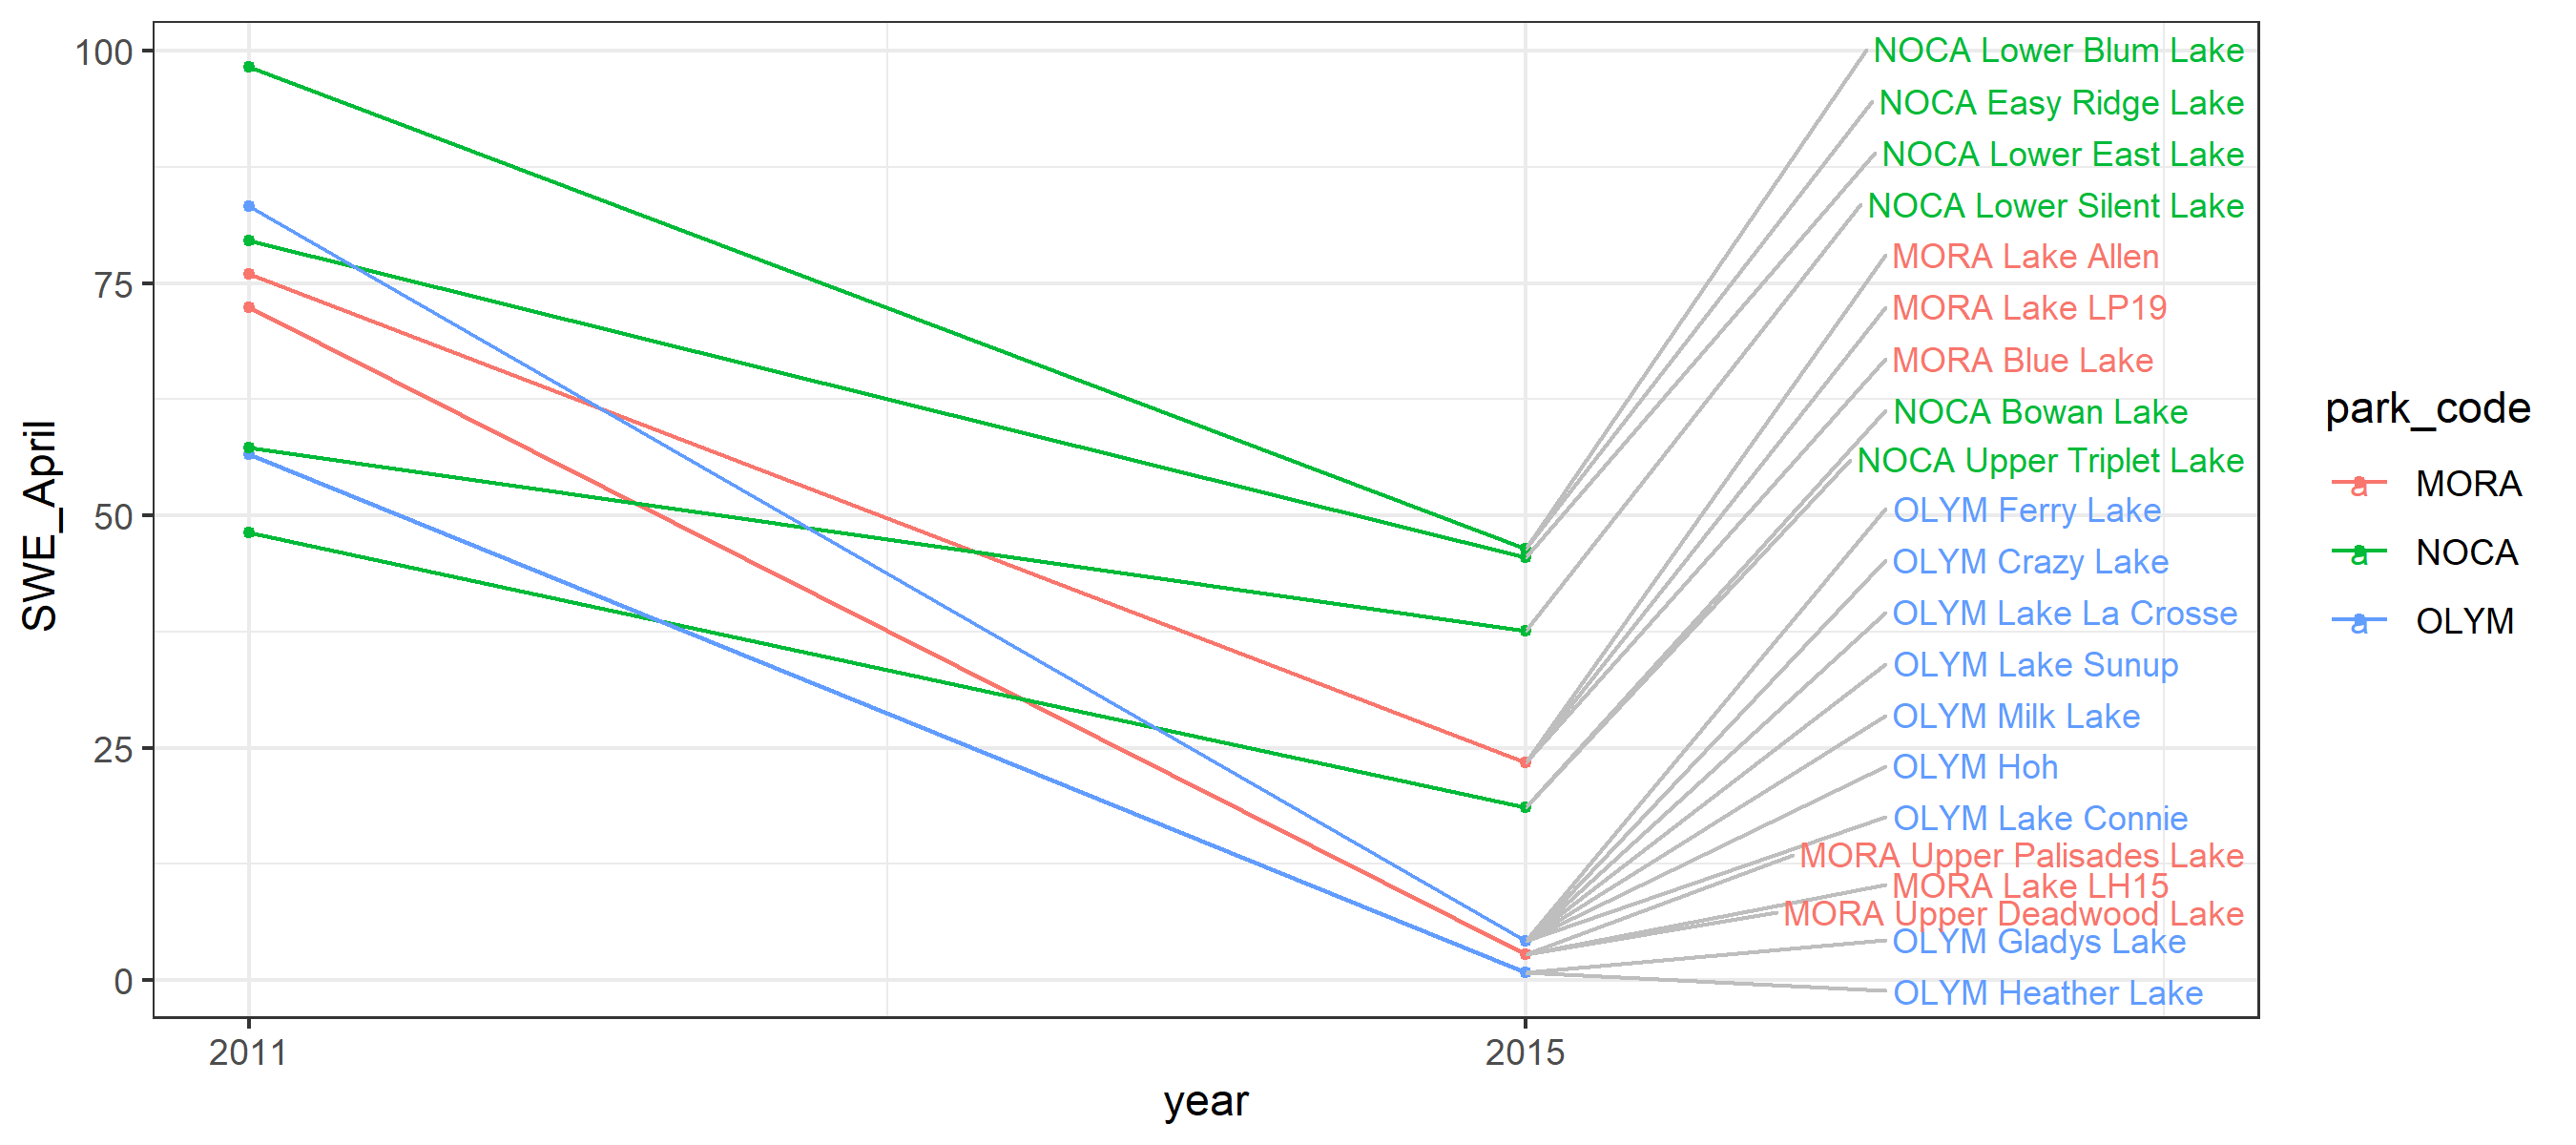 100
75
50
25
0
SWE_April
2011
2015
year
NOCA Lower Blum Lake
NOCA Easy Ridge Lake
NOCA Lower East Lake
NOCA Lower Silent Lake
MORA Lake Allen
MORA Lake LP19
MORA Blue Lake
NOCA Bowan Lake
NOCA Upper Triplet Lake
OLYM Ferry Lake
OLYM Crazy Lake
OLYM Lake La Crosse
OLYM Lake Sunup
OLYM Milk Lake
OLYM Hoh
OLYM Lake Connie
MORA Upper Palisades Lake
MORA Lake LH15
MORA Upper Deadwood Lake
OLYM Gladys Lake
OLYM Heather Lake
park_code
a MORA
a NOCA
a OLYM